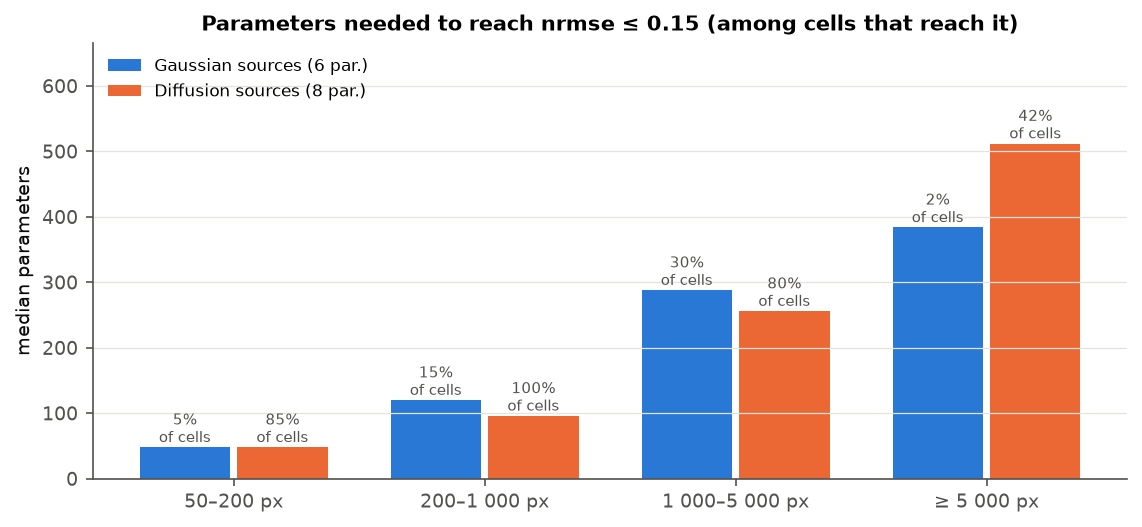 Parameters needed to reach nrmse ≤ 0.15 (among cells that reach it)
Gaussian sources (6 par.)
Diffusion sources (8 par.)
median parameters
600
500
400
300
200
100
0
5%
of cells
85%
of cells
15%
of cells
100%
of cells
30%
of cells
80%
of cells
2%
of cells
42%
of cells
50–200 px
200–1 000 px
1 000–5 000 px
≥ 5 000 px